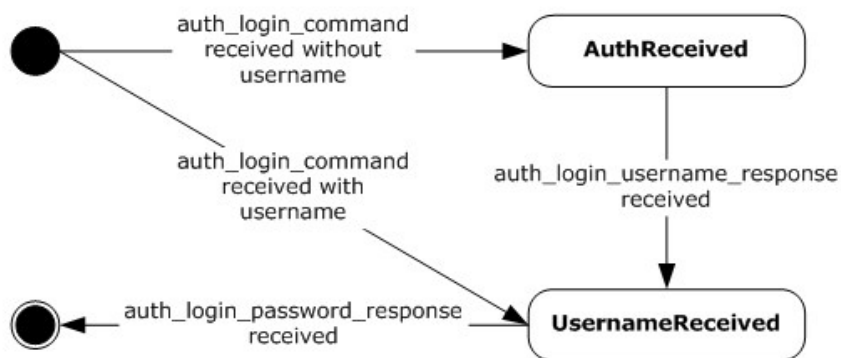 auth_login_command
received without
username
AuthReceived
auth_login_command
received with
username
auth_login_username_response
received
auth_login_password_response
received
UsernameReceived